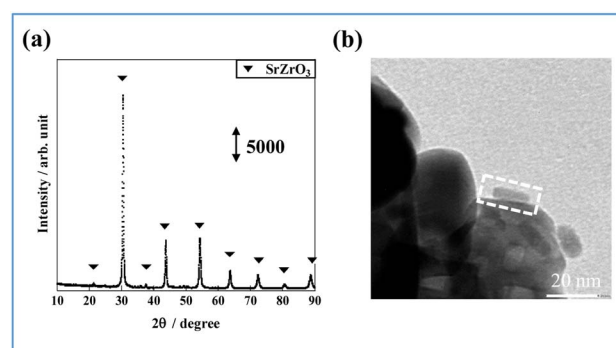 (a)
▼ SrZrO₃
5000
Intensity / arb. unit
10 20 30 40 50 60 70 80 90
2θ / degree
(b)
20 nm